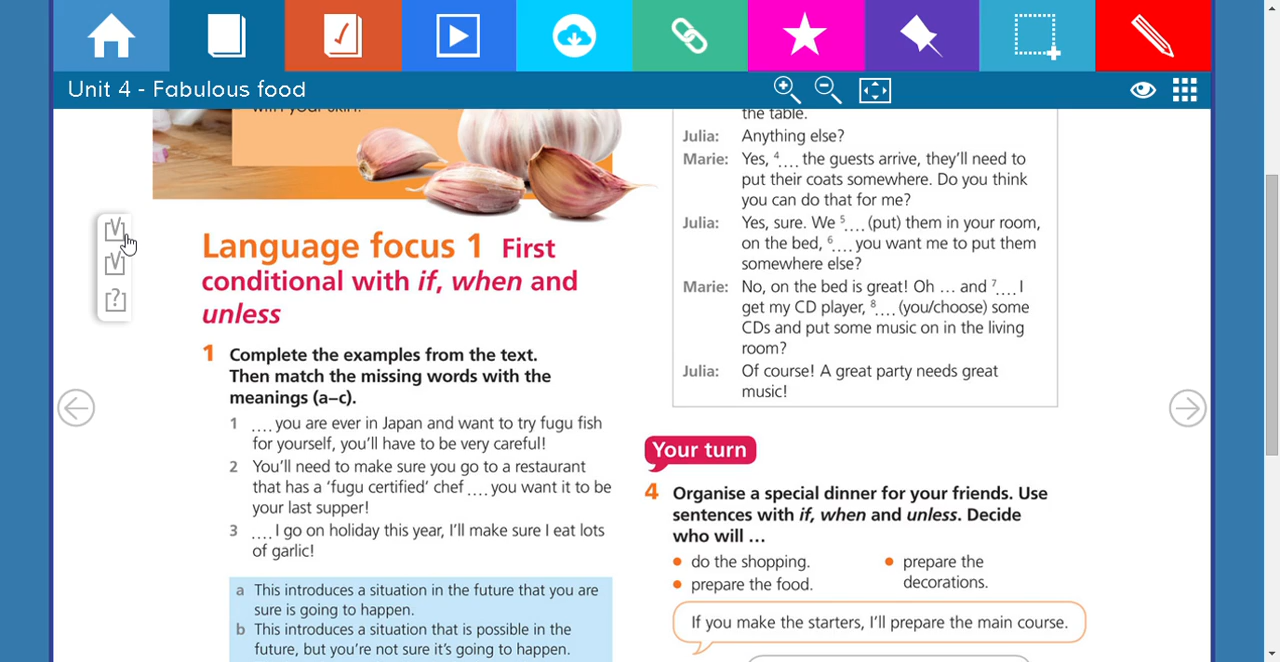 Unit 4 - Fabulous food
with your skin!
Language focus 1 First
conditional with if, when and
unless
1 Complete the examples from the text.
Then match the missing words with the
meanings (a–c).
1 .... you are ever in Japan and want to try fugu fish
for yourself, you'll have to be very careful!
2 You'll need to make sure you go to a restaurant
that has a 'fugu certified' chef .... you want it to be
your last supper!
3 .... I go on holiday this year, I'll make sure I eat lots
of garlic!
a This introduces a situation in the future that you are
sure is going to happen.
b This introduces a situation that is possible in the
future, but you're not sure it's going to happen.
the table.
Julia: Anything else?
Marie: Yes, 4.... the guests arrive, they'll need to
put their coats somewhere. Do you think
you can do that for me?
Julia: Yes, sure. We 5.... (put) them in your room,
on the bed, 6.... you want me to put them
somewhere else?
Marie: No, on the bed is great! Oh ... and 7.... I
get my CD player, 8.... (you/choose) some
CDs and put some music on in the living
room?
Julia: Of course! A great party needs great
music!
Your turn
4 Organise a special dinner for your friends. Use
sentences with if, when and unless. Decide
who will ...
• do the shopping.
• prepare the food.
• prepare the
decorations.
If you make the starters, I'll prepare the main course.